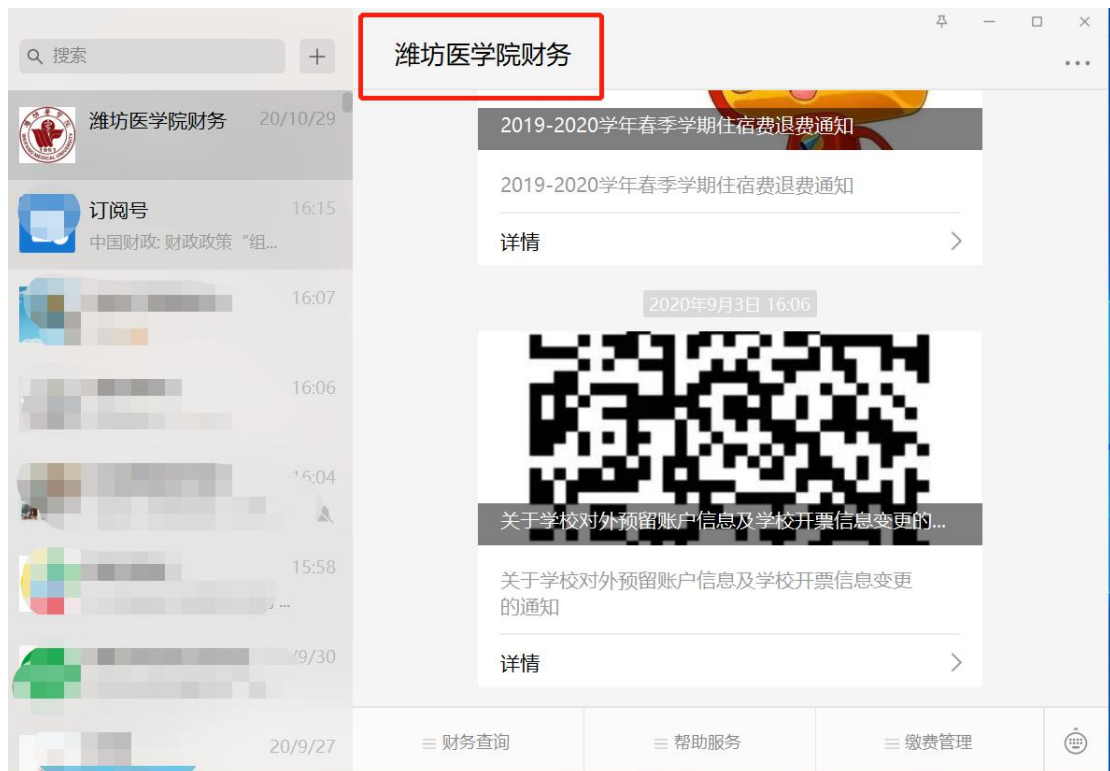 搜索
潍坊医学院财务
潍坊医学院财务 20/10/29
订阅号 16:15
中国财政: 财政政策 “组...
16:07
16:06
16:04
15:58
...
9/30
20/9/27
2019-2020学年春季学期住宿费退费通知
2019-2020学年春季学期住宿费退费通知
详情
2020年9月3日 16:06
关于学校对外预留账户信息及学校开票信息变更的...
关于学校对外预留账户信息及学校开票信息变更
的通知
详情
财务查询
帮助服务
缴费管理